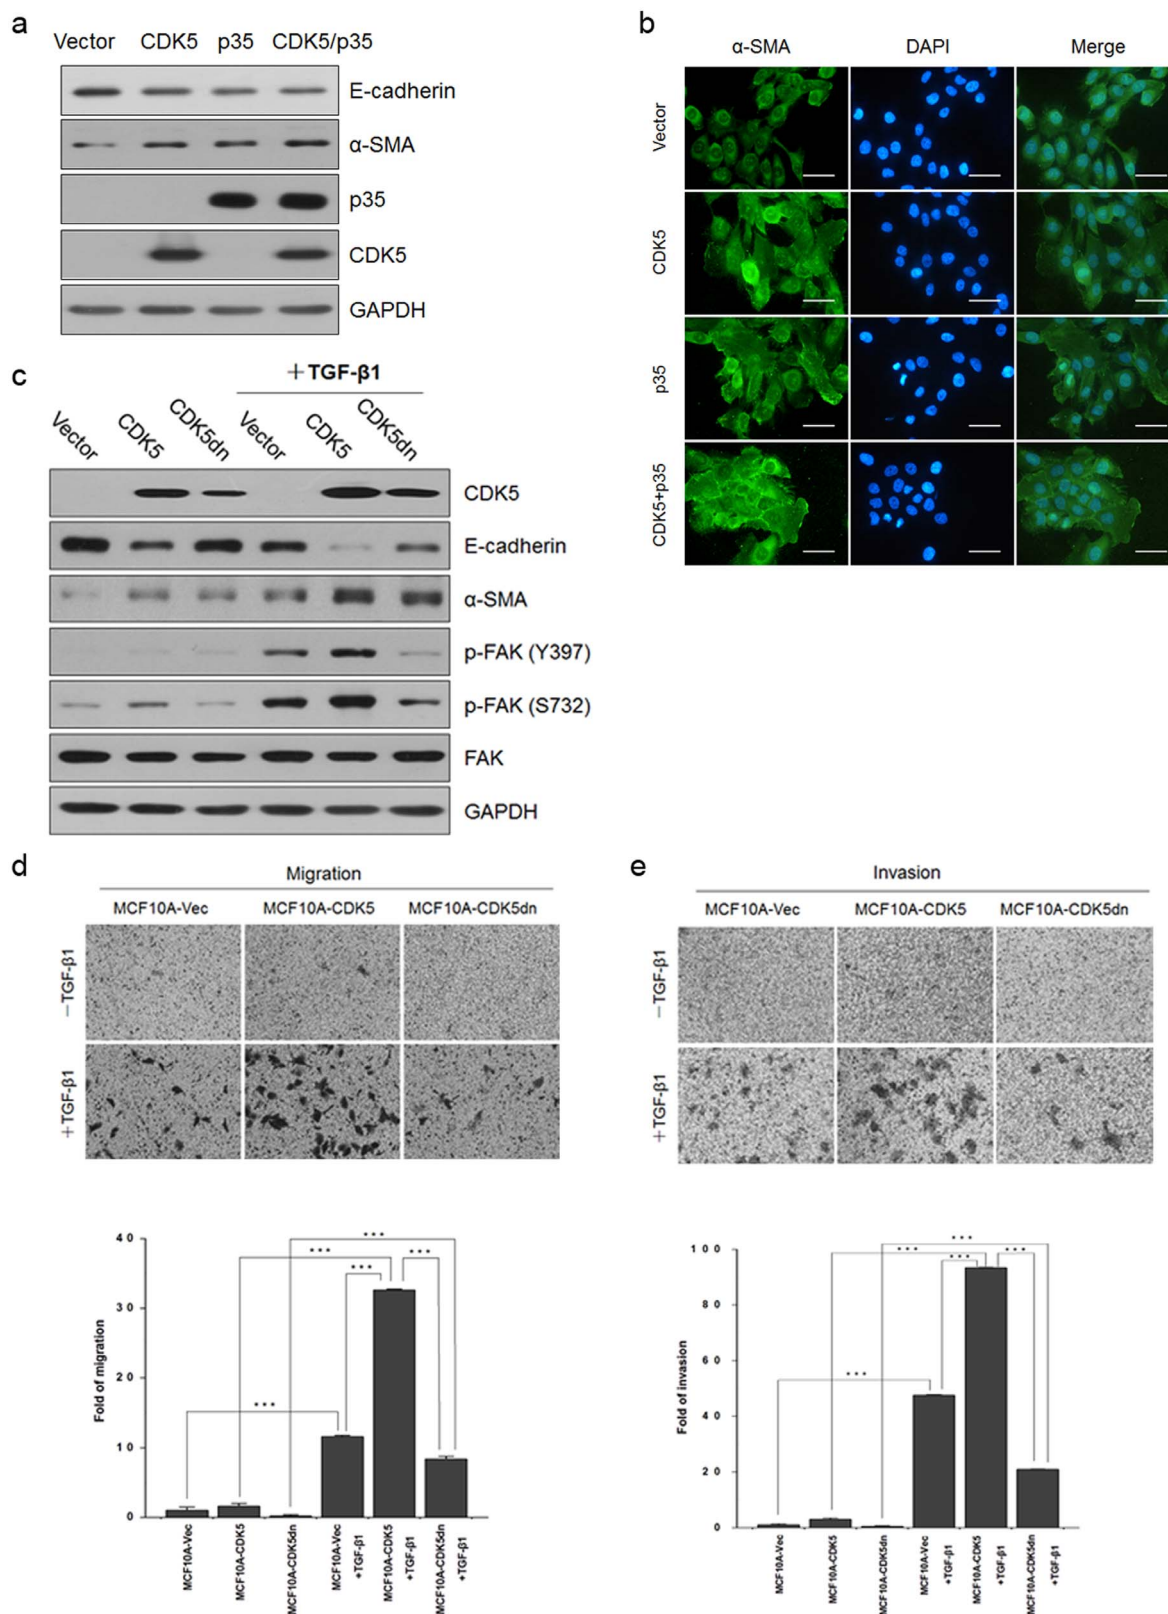 a
Vector CDK5 p35 CDK5/p35
E-cadherin
α-SMA
p35
CDK5
GAPDH
b
α-SMA DAPI Merge
Vector
CDK5
p35
CDK5+p35
c
+TGF-β1
Vector CDK5 CDK5dn Vector CDK5 CDK5dn
CDK5
E-cadherin
α-SMA
p-FAK (Y397)
p-FAK (S732)
FAK
GAPDH
d
Migration
MCF10A-Vec MCF10A-CDK5 MCF10A-CDK5dn
−TGF-β1
+TGF-β1
Fold of migration
40
30
20
10
0
***
***
***
***
***
MCF10A-Vec
MCF10A-CDK5
MCF10A-CDK5dn
MCF10A-Vec
+TGF-β1
MCF10A-CDK5
+TGF-β1
MCF10A-CDK5dn
+TGF-β1
e
Invasion
MCF10A-Vec MCF10A-CDK5 MCF10A-CDK5dn
−TGF-β1
+TGF-β1
Fold of invasion
100
80
60
40
20
0
***
***
***
***
***
MCF10A-Vec
MCF10A-CDK5
MCF10A-CDK5dn
MCF10A-Vec
+TGF-β1
MCF10A-CDK5
+TGF-β1
MCF10A-CDK5dn
+TGF-β1